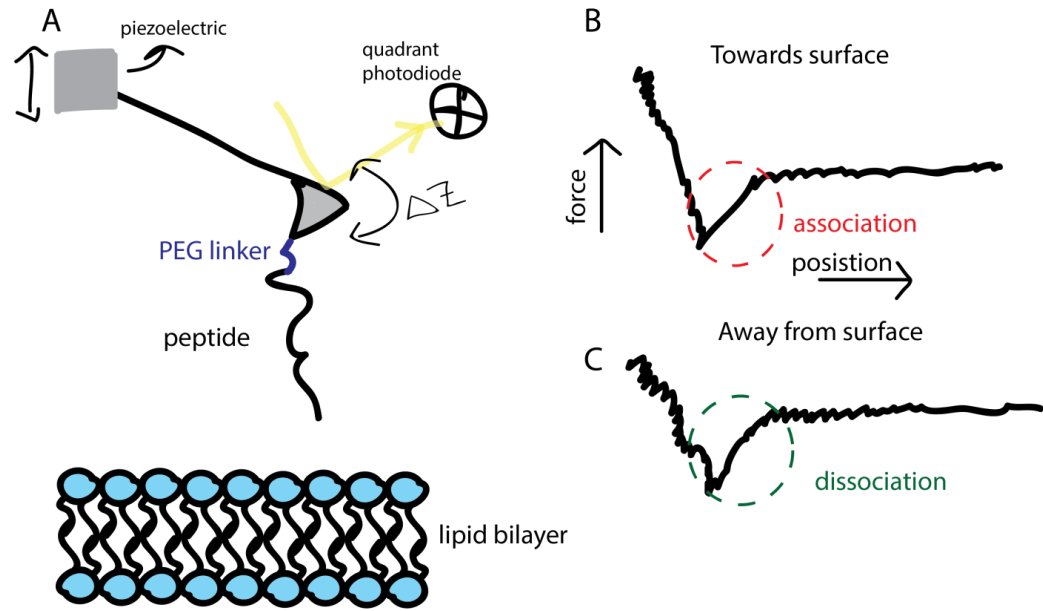 A
piezoelectric
quadrant
photodiode
ΔZ
PEG linker
peptide
lipid bilayer
B
Towards surface
force
association
posistion
Away from surface
C
dissociation